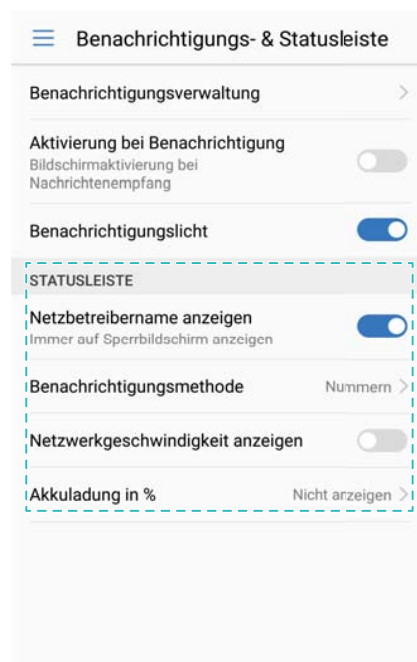 Benachrichtigungs- & Statusleiste
Benachrichtigungsverwaltung
Aktivierung bei Benachrichtigung
Bildschirmaktivierung bei
Nachrichtenempfang
Benachrichtigungslicht
STATUSLEISTE
Netzbetreibername anzeigen
Immer auf Sperrbildschirm anzeigen
Benachrichtigungsmethode Nummern
Netzwerkgeschwindigkeit anzeigen
Akkuladung in % Nicht anzeigen